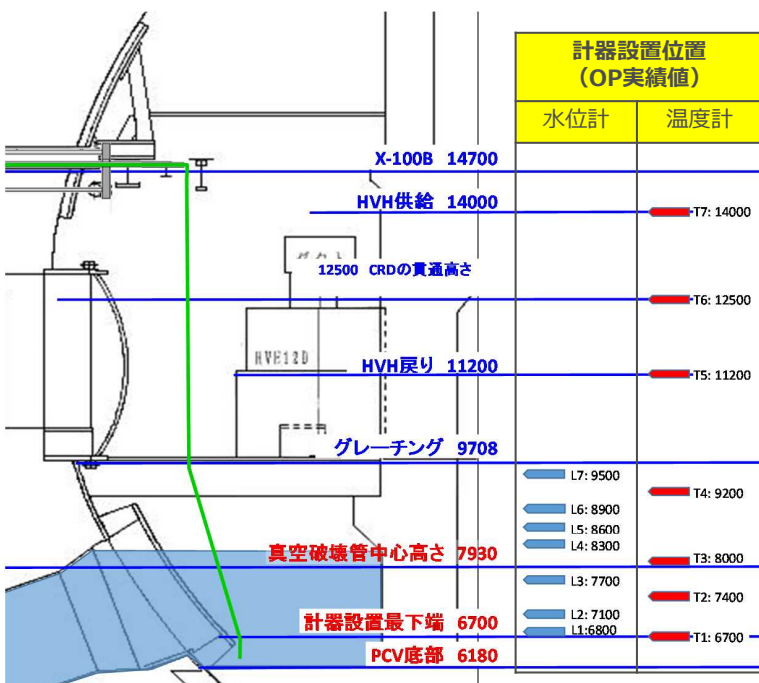 計器設置位置
（OP実績値）
水位計 温度計
X-100B 14700
HVH供給 14000
T7: 14000
12500 CRDの貫通高さ
T6: 12500
HVH12D
HVH戻り 11200
T5: 11200
グレーチング 9708
L7: 9500
T4: 9200
L6: 8900
L5: 8600
L4: 8300
真空破壊管中心高さ 7930
T3: 8000
L3: 7700
T2: 7400
L2: 7100
計器設置最下端 6700
L1:6800
T1: 6700
PCV底部 6180